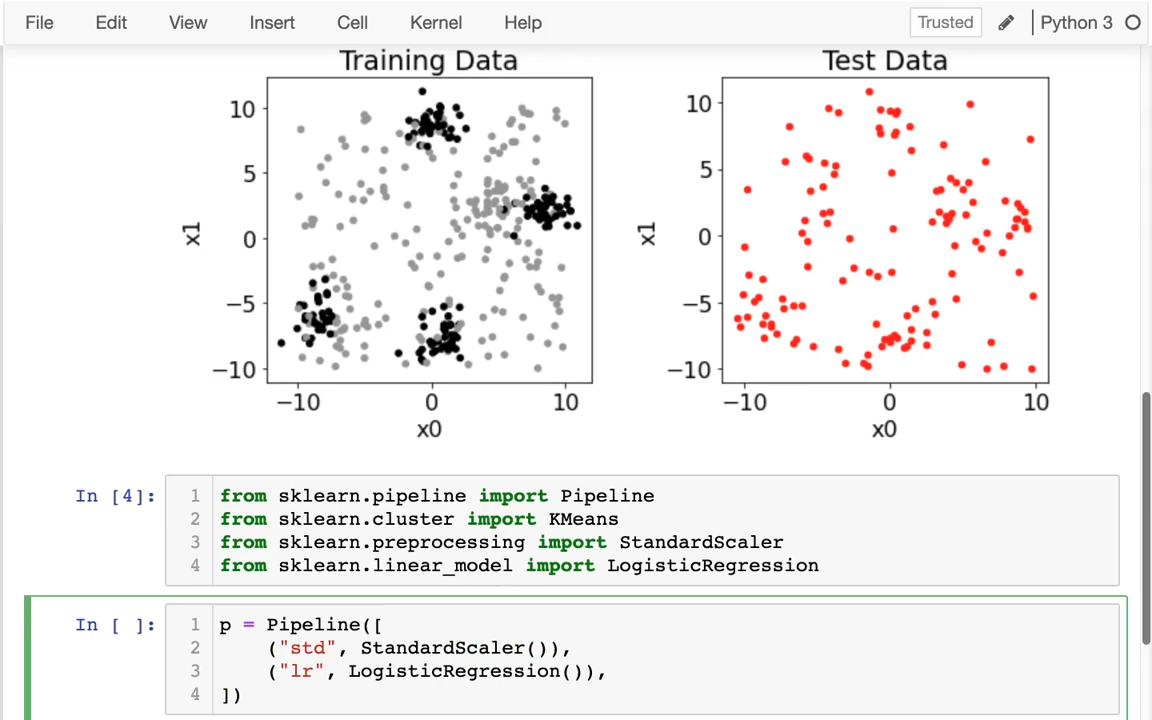 File Edit View Insert Cell Kernel Help Trusted Python 3
Training Data Test Data
10 5 0 −5 −10
x1
−10 0 10
x0
10 5 0 −5 −10
x1
−10 0 10
x0
In [4]:
1 from sklearn.pipeline import Pipeline
2 from sklearn.cluster import KMeans
3 from sklearn.preprocessing import StandardScaler
4 from sklearn.linear_model import LogisticRegression
In [ ]:
1 p = Pipeline([
2     ("std", StandardScaler()),
3     ("lr", LogisticRegression()),
4 ])